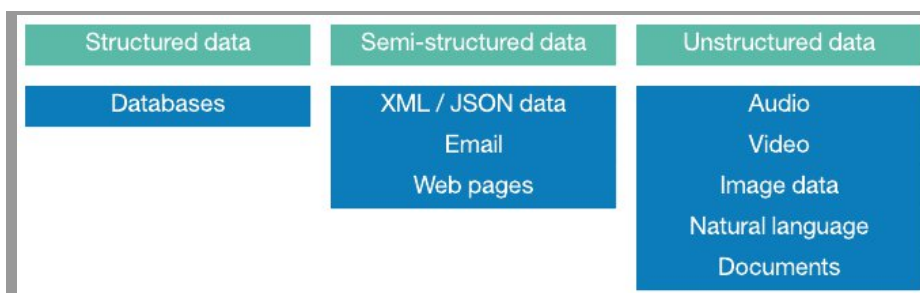 Structured data
Databases
Semi-structured data
XML / JSON data
Email
Web pages
Unstructured data
Audio
Video
Image data
Natural language
Documents